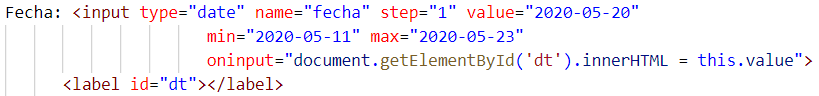 Fecha: <input type="date" name="fecha" step="1" value="2020-05-20"
min="2020-05-11" max="2020-05-23"
oninput="document.getElementById('dt').innerHTML = this.value">
<label id="dt"></label>